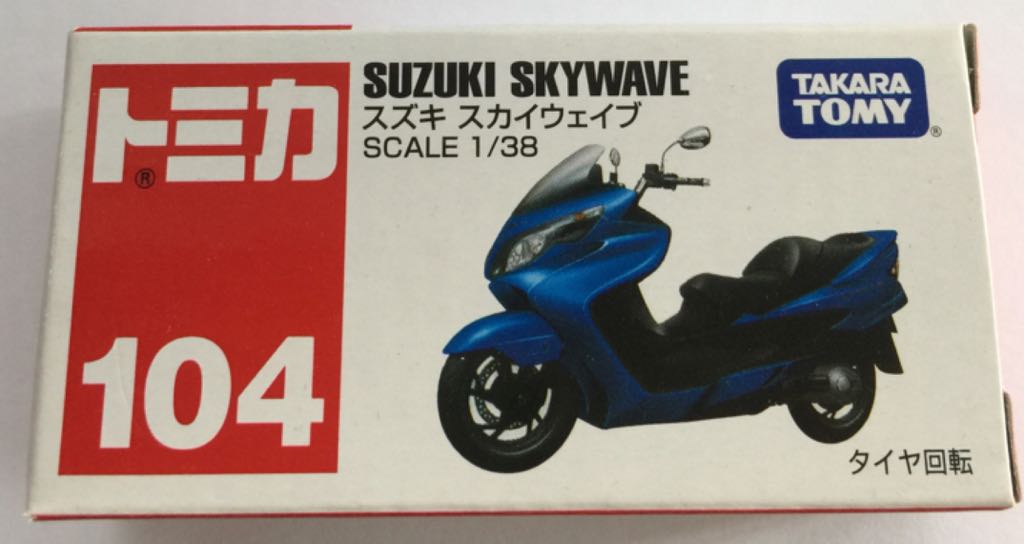 トミカ
®
104
SUZUKI SKYWAVE
スズキ スカイウェイブ
SCALE 1/38
TAKARA
TOMY
®
タイヤ回転